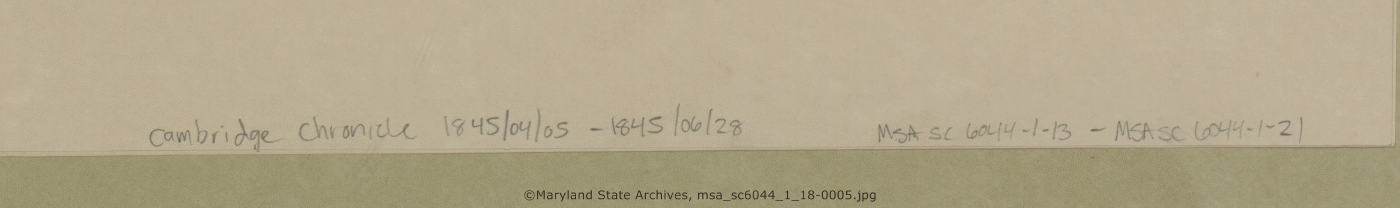 Cambridge Chronicle 1845/04/05 - 1845/06/28 MSA SC 6044-1-13 - MSA SC 6044-1-21
©Maryland State Archives, msa_sc6044_1_18-0005.jpg